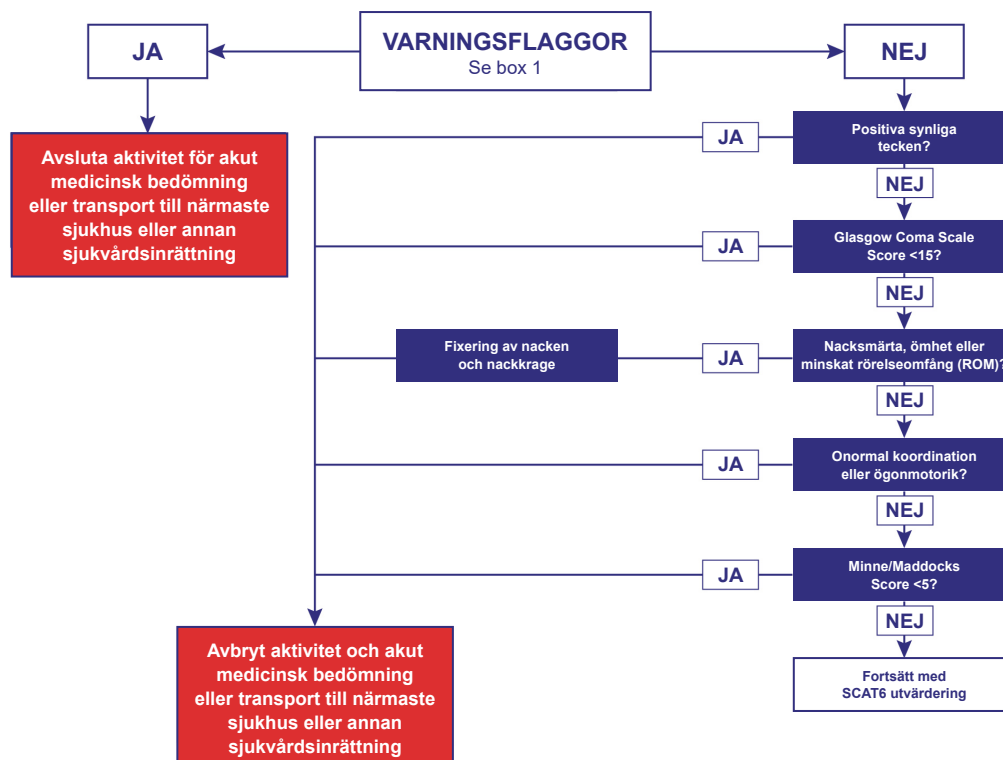 JA
VARNINGSFLAGGOR
Se box 1
NEJ
Avsluta aktivitet för akut
medicinsk bedömning
eller transport till närmaste
sjukhus eller annan
sjukvårdsinrättning
JA
Positiva synliga
tecken?
NEJ
JA
Glasgow Coma Scale
Score <15?
NEJ
Fixering av nacken
och nackkrage
JA
Nacksmärta, ömhet eller
minskat rörelseomfång (ROM)?
NEJ
JA
Onormal koordination
eller ögonmotorik?
NEJ
JA
Minne/Maddocks
Score <5?
NEJ
Avbryt aktivitet och akut
medicinsk bedömning
eller transport till närmaste
sjukhus eller annan
sjukvårdsinrättning
Fortsätt med
SCAT6 utvärdering